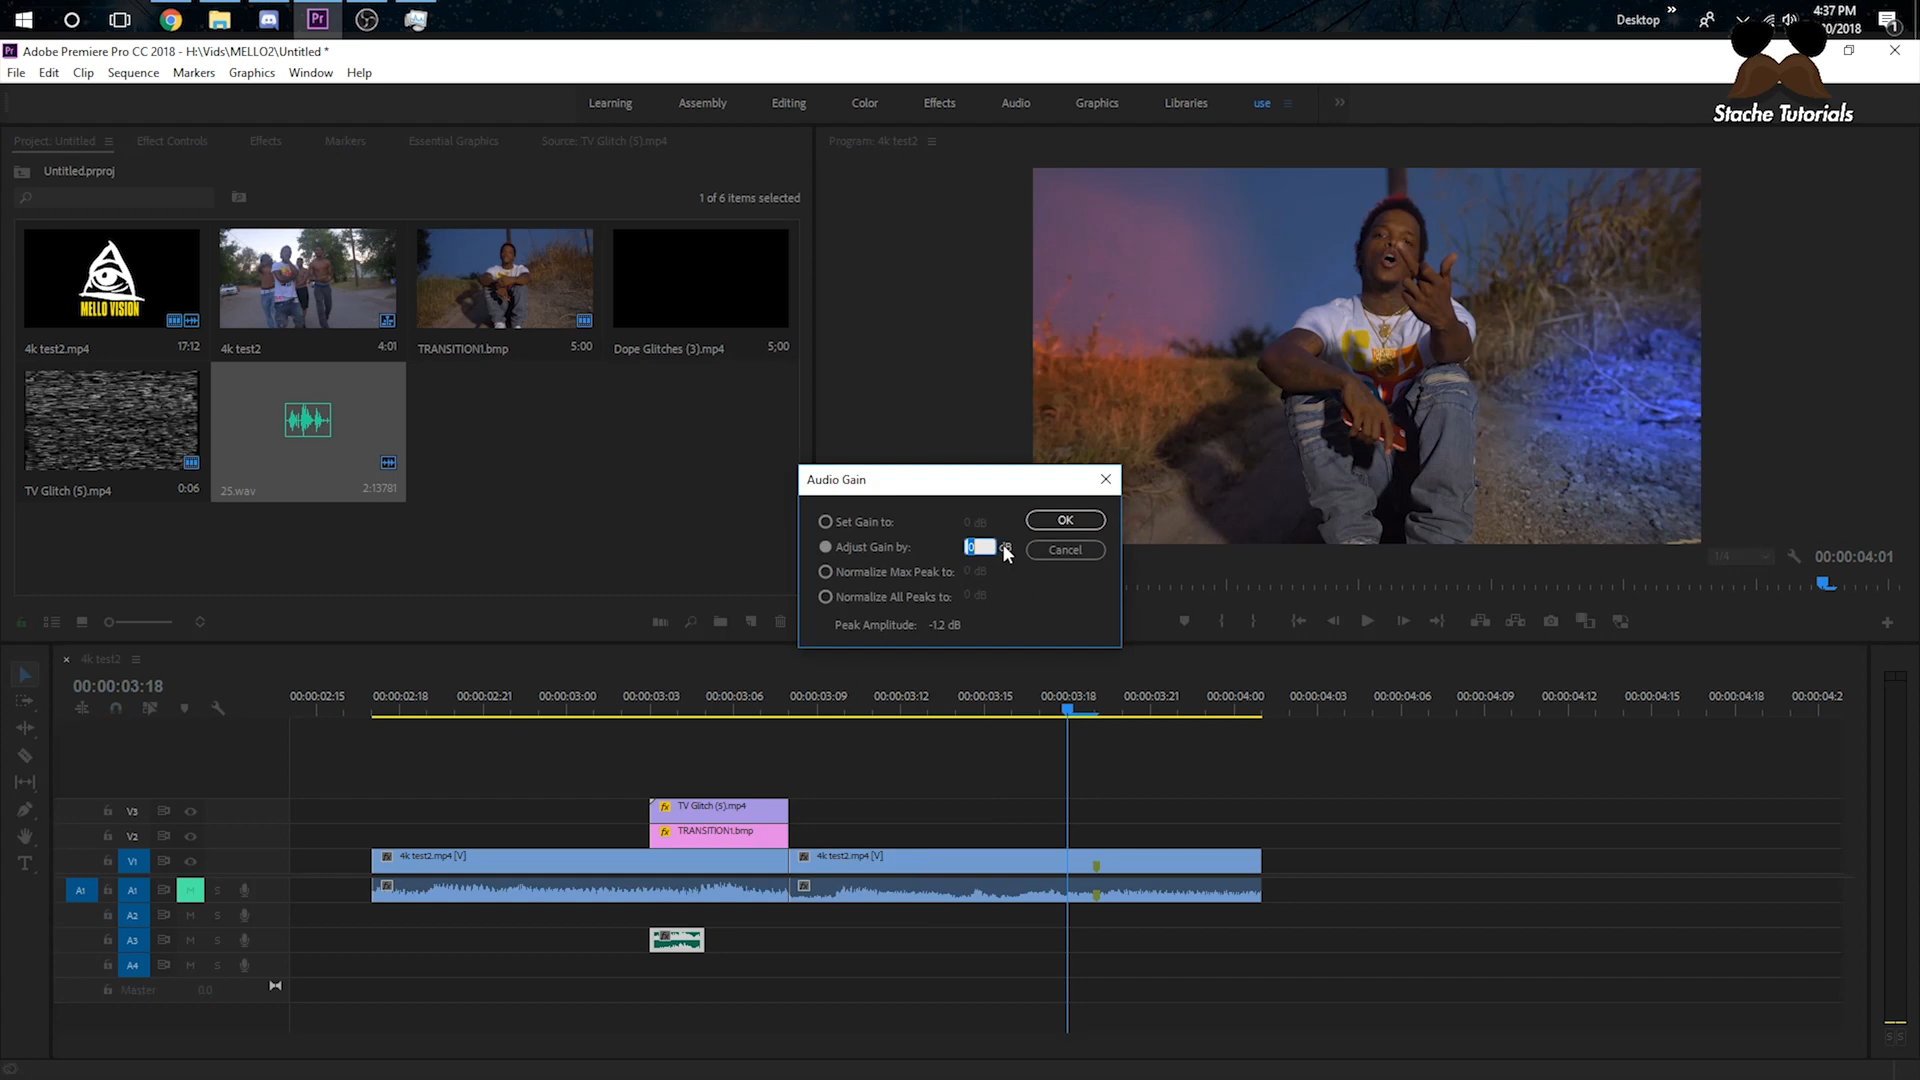 Desktop
4:37 PM
0/2018
1
Pr
Adobe Premiere Pro CC 2018 - H:\Vids\MELLO2\Untitled *
File Edit Clip Sequence Markers Graphics Window Help
Learning Assembly Editing Color Effects Audio Graphics Libraries use
Stache Tutorials
Project: Untitled Effect Controls Effects Markers Essential Graphics Source: TV Glitch (5).mp4
Program: 4k test2
Untitled.prproj
1 of 6 items selected
MELLO VISION
4k test2.mp4 17:12
4k test2 4:01
TRANSITION1.bmp 5:00
Dope Glitches (3).mp4 5;00
TV Glitch (5).mp4 0:06
25.wav 2:13781
Audio Gain
Set Gain to: 0 dB
OK
Adjust Gain by: 0 dB
Cancel
Normalize Max Peak to: 0 dB
Normalize All Peaks to: 0 dB
Peak Amplitude: -1.2 dB
1/4
00:00:04:01
4k test2
00:00:03:18
00:00:02:15 00:00:02:18 00:00:02:21 00:00:03:00 00:00:03:03 00:00:03:06 00:00:03:09 00:00:03:12 00:00:03:15 00:00:03:18 00:00:03:21 00:00:04:00 00:00:04:03 00:00:04:06 00:00:04:09 00:00:04:12 00:00:04:15 00:00:04:18 00:00:04:2
V3
fx TV Glitch (5).mp4
V2
fx TRANSITION1.bmp
V1
fx 4k test2.mp4 [V]
fx 4k test2.mp4 [V]
A1 A1 M S
A2 M S
A3 M S
A4 M S
Master 0.0
S S